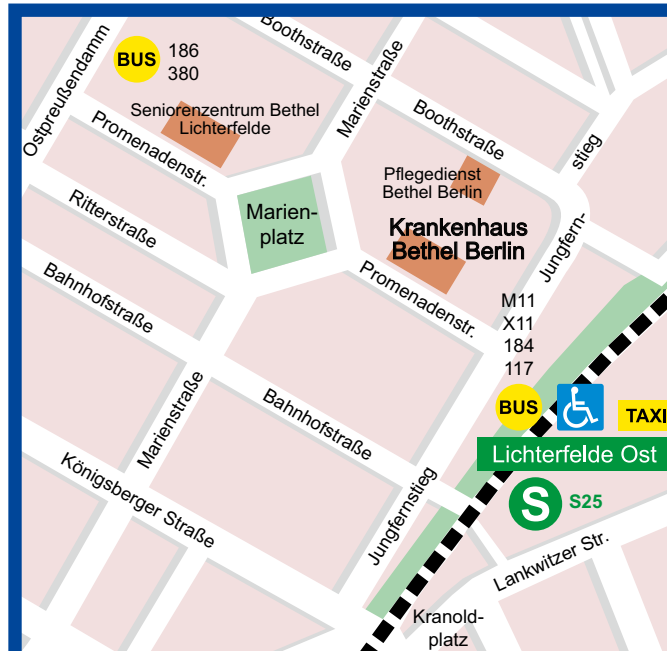 BUS
186
380
Boothstraße
Ostpreußendamm
Seniorenzentrum Bethel
Lichterfelde
Marienstraße
Boothstraße
stieg
Promenadenstr.
Pflegedienst
Bethel Berlin
Ritterstraße
Marien-
platz
Krankenhaus
Bethel Berlin
Jungfern-
Bahnhofstraße
Promenadenstr.
M11
X11
184
117
BUS
TAXI
Marienstraße
Bahnhofstraße
Lichterfelde Ost
Königsberger Straße
Jungfernstieg
S
S25
Lankwitzer Str.
Kranold-
platz